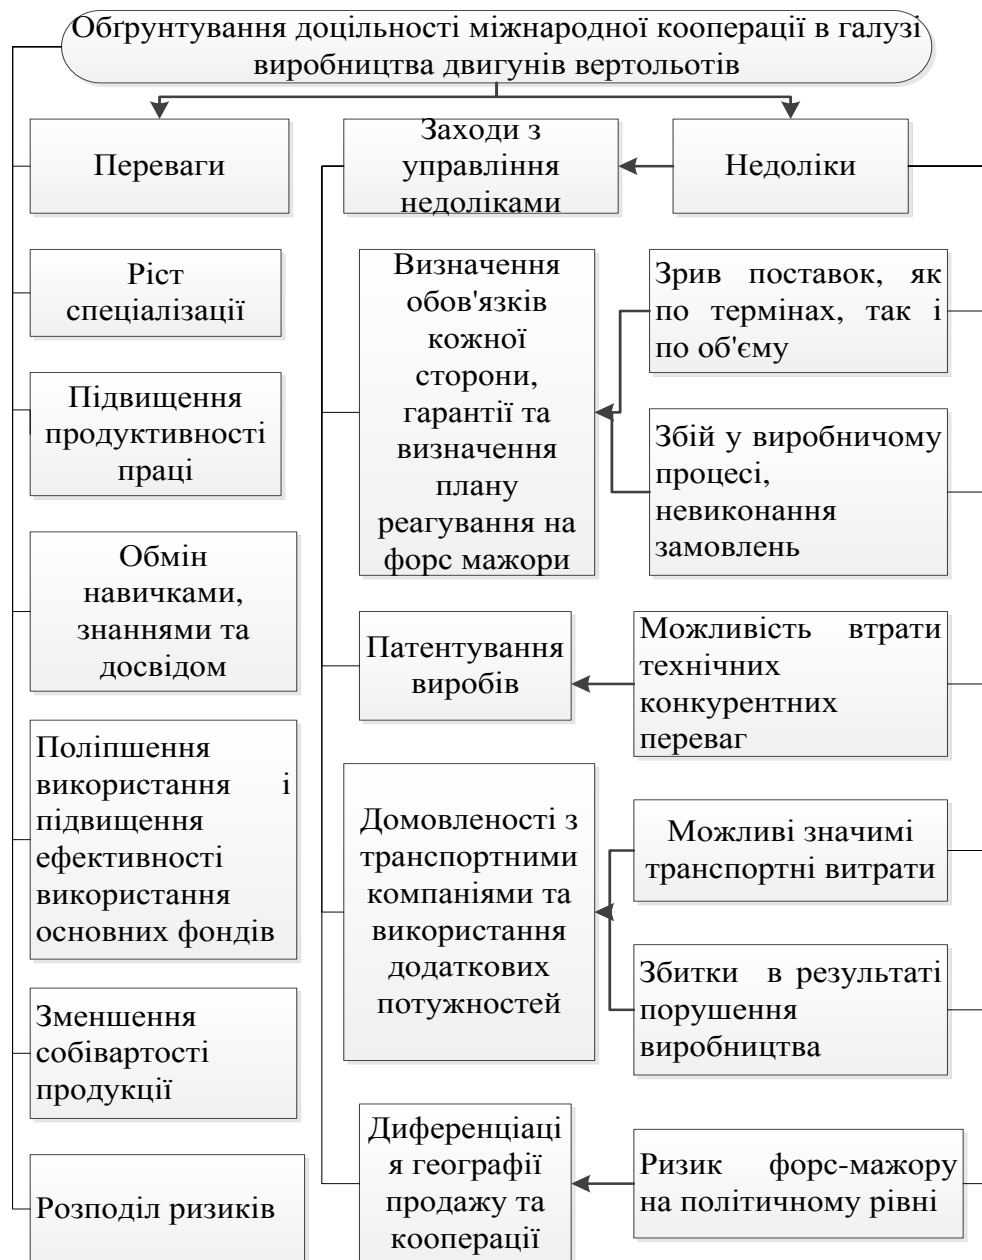 Обґрунтування доцільності міжнародної кооперації в галузі
виробництва двигунів вертольотів
Переваги
Заходи з
управління
недоліками
Недоліки
Ріст
спеціалізації
Підвищення
продуктивності
праці
Обмін
навичками,
знаннями та
досвідом
Поліпшення
використання і
підвищення
ефективності
використання
основних фондів
Зменшення
собівартості
продукції
Розподіл ризиків
Визначення
обов'язків
кожної
сторони,
гарантії та
визначення
плану
реагування на
форс мажори
Патентування
виробів
Домовленості з
транспортними
компаніями та
використання
додаткових
потужностей
Диференціаці
я географії
продажу та
кооперації
Зрив поставок, як
по термінах, так і
по об'єму
Збій у виробничому
процесі,
невиконання
замовлень
Можливість втрати
технічних
конкурентних
переваг
Можливі значимі
транспортні витрати
Збитки в результаті
порушення
виробництва
Ризик форс-мажору
на політичному рівні